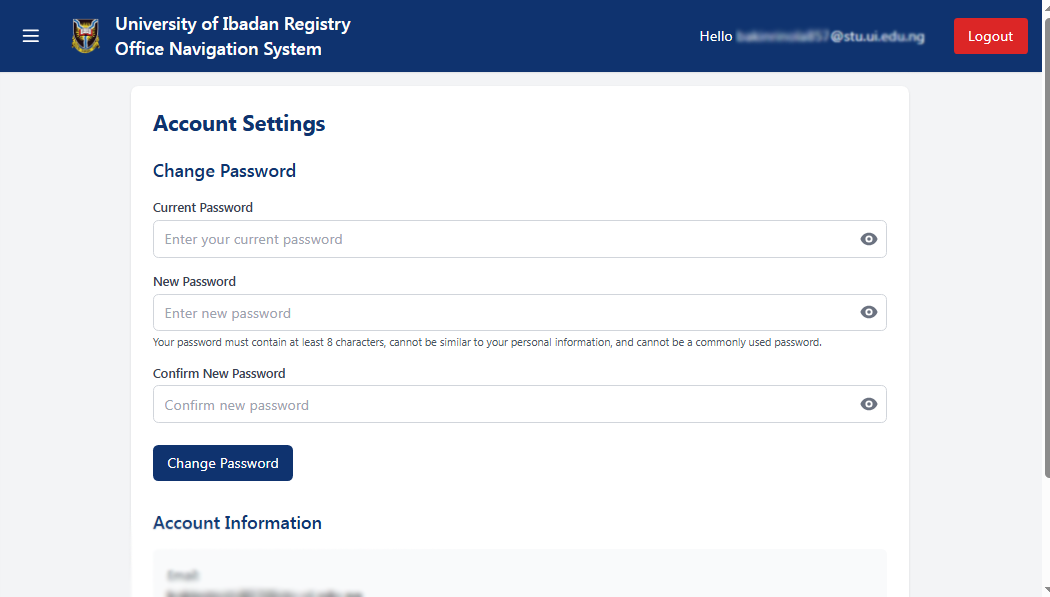 University of Ibadan Registry
Office Navigation System
Hello @stu.ui.edu.ng
Logout
Account Settings
Change Password
Current Password
Enter your current password
New Password
Enter new password
Your password must contain at least 8 characters, cannot be similar to your personal information, and cannot be a commonly used password.
Confirm New Password
Confirm new password
Change Password
Account Information
Email: